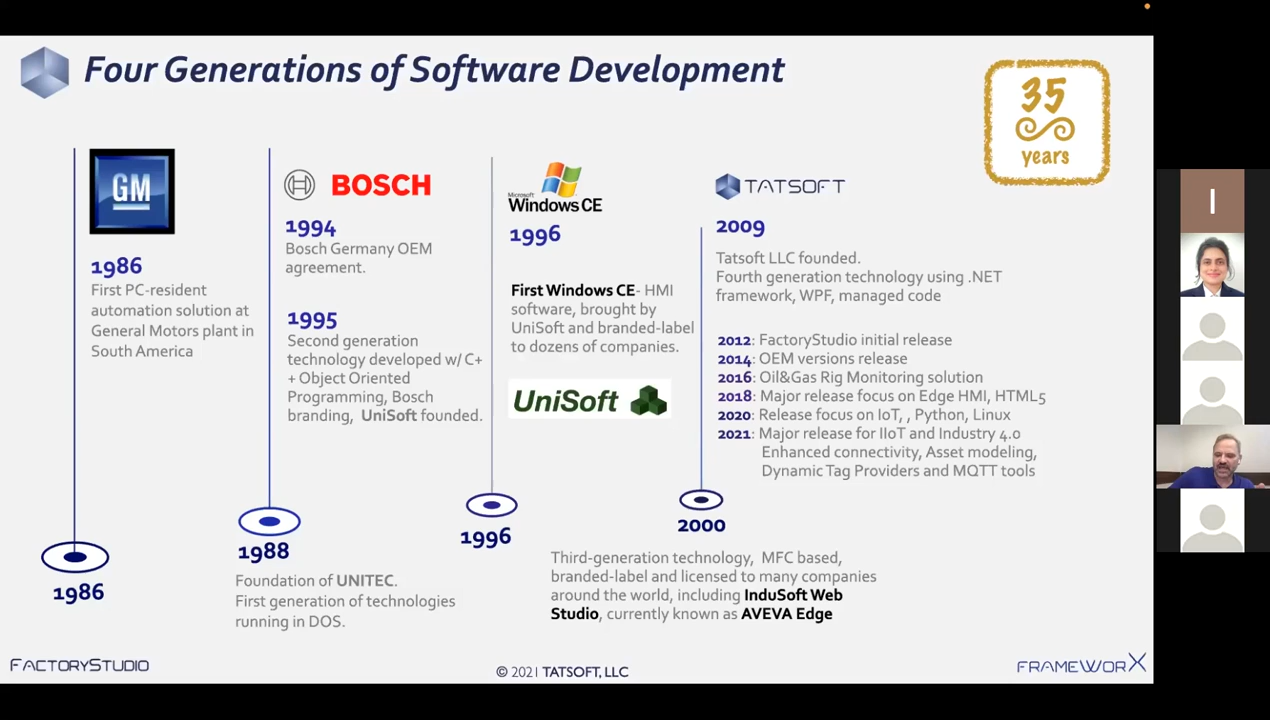 Four Generations of Software Development
35
years
GM
1986
First PC-resident
automation solution at
General Motors plant in
South America
1986
BOSCH
1994
Bosch Germany OEM
agreement.
1995
Second generation
technology developed w/ C+
+ Object Oriented
Programming, Bosch
branding, UniSoft founded.
1988
Foundation of UNITEC.
First generation of technologies
running in DOS.
Microsoft
Windows CE
1996
First Windows CE- HMI
software, brought by
UniSoft and branded-label
to dozens of companies.
UniSoft
1996
TATSOFT
2009
Tatsoft LLC founded.
Fourth generation technology using .NET
framework, WPF, managed code
2012: FactoryStudio initial release
2014: OEM versions release
2016: Oil&Gas Rig Monitoring solution
2018: Major release focus on Edge HMI, HTML5
2020: Release focus on IoT, , Python, Linux
2021: Major release for IIoT and Industry 4.0
Enhanced connectivity, Asset modeling,
Dynamic Tag Providers and MQTT tools
2000
Third-generation technology, MFC based,
branded-label and licensed to many companies
around the world, including InduSoft Web
Studio, currently known as AVEVA Edge
FACTORYSTUDIO
© 2021 TATSOFT, LLC
FRAMEWORX
I